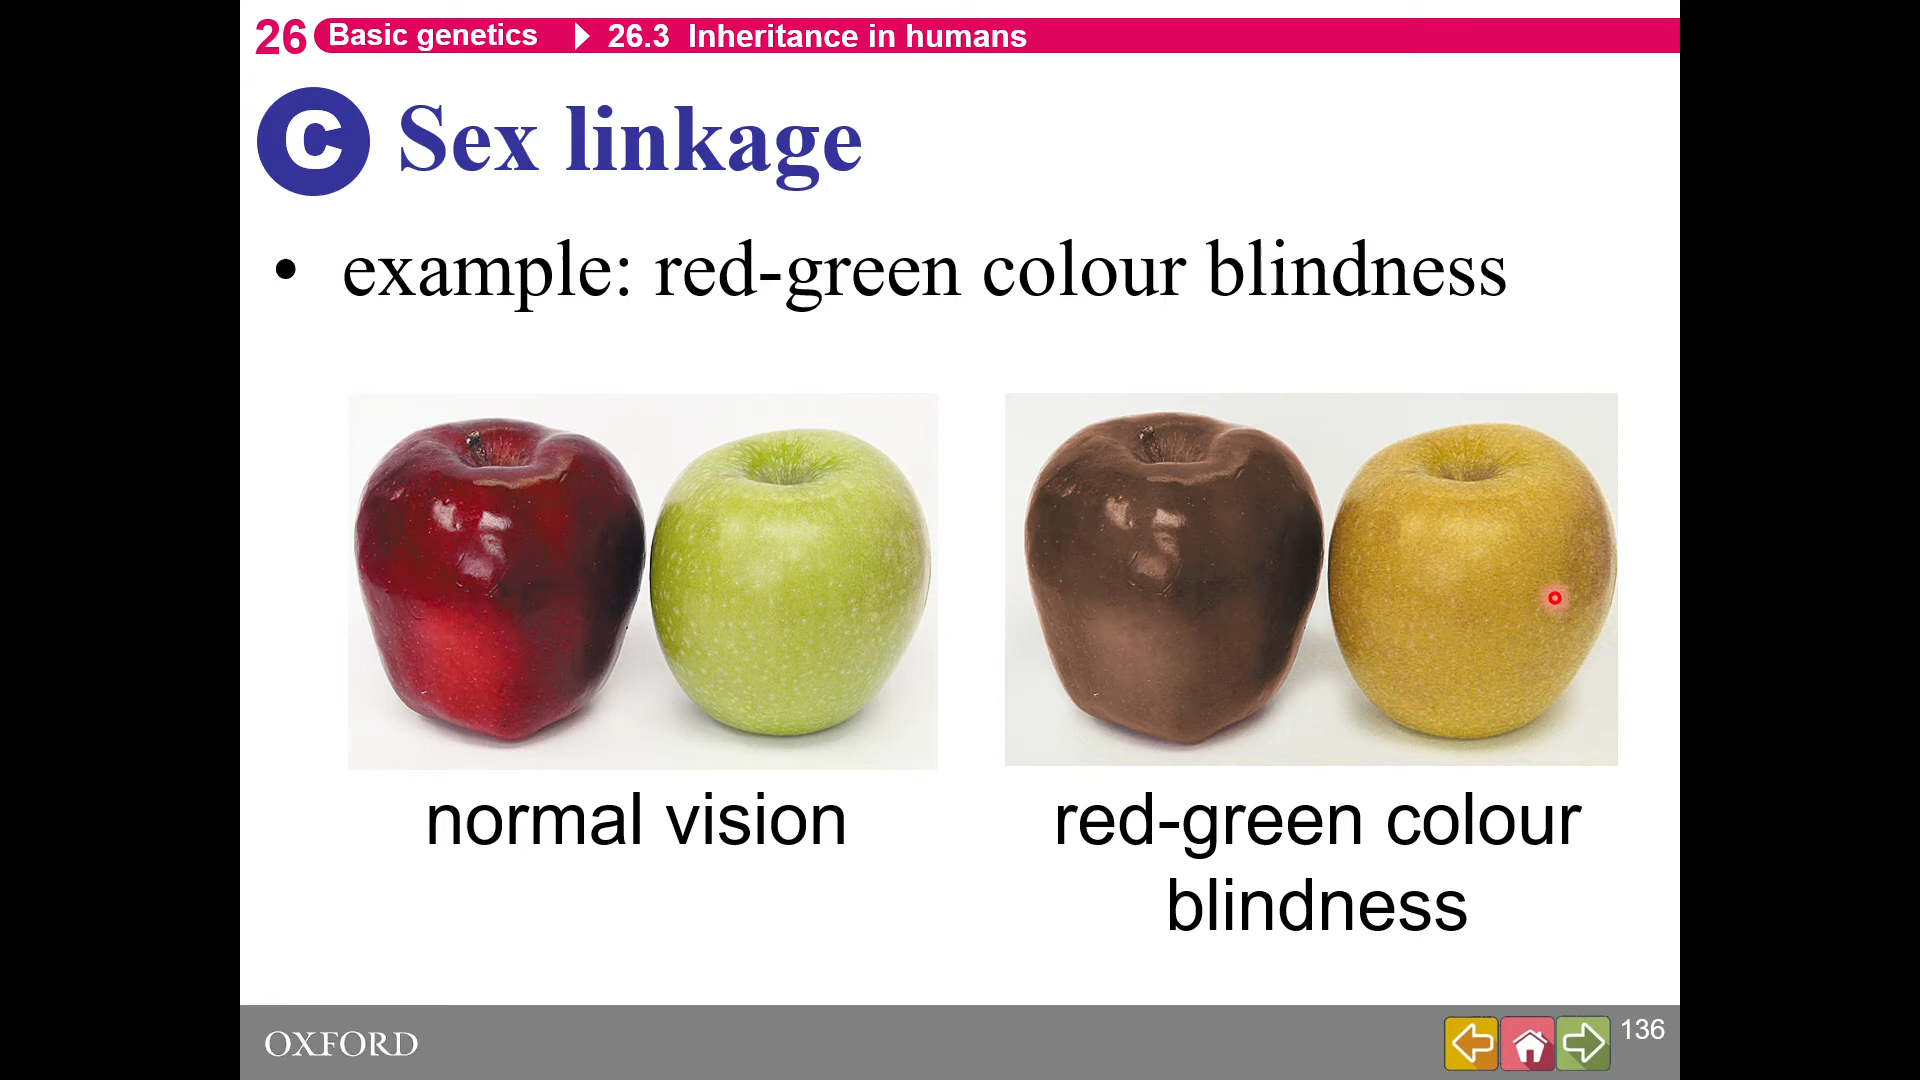 26 Basic genetics 26.3 Inheritance in humans
C Sex linkage
• example: red-green colour blindness
normal vision
red-green colour
blindness
OXFORD
136